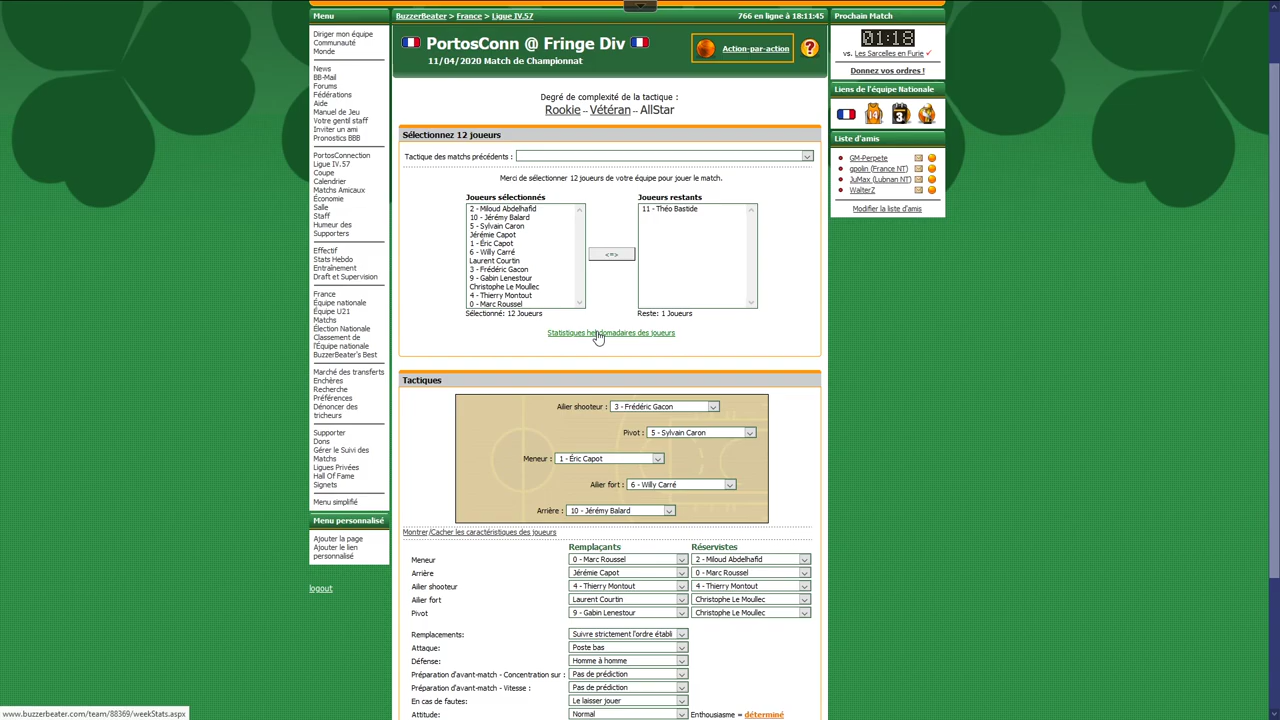 Menu
Diriger mon équipe
Communauté
Monde
News
BB-Mail
Forums
Fédérations
Aide
Manuel de Jeu
Votre gentil staff
Inviter un ami
Pronostics BBB
PortosConnection
Ligue IV.57
Coupe
Calendrier
Matchs Amicaux
Économie
Salle
Staff
Humeur des
Supporters
Effectif
Stats Hebdo
Entraînement
Draft et Supervision
France
Équipe nationale
Équipe U21
Matchs
Élection Nationale
Classement de
l'Équipe nationale
BuzzerBeater's Best
Marché des transferts
Enchères
Recherche
Préférences
Dénoncer des
tricheurs
Supporter
Dons
Gérer le Suivi des
Matchs
Ligues Privées
Hall Of Fame
Signets
Menu simplifié
Menu personnalisé
Ajouter la page
Ajouter le lien
personnalisé
logout
BuzzerBeater > France > Ligue IV.57 766 en ligne à 18:11:45
PortosConn @ Fringe Div
11/04/2020 Match de Championnat
Action-par-action ?
Degré de complexité de la tactique :
Rookie -- Vétéran -- AllStar
Sélectionnez 12 joueurs
Tactique des matchs précédents :
Merci de sélectionner 12 joueurs de votre équipe pour jouer le match.
Joueurs sélectionnés Joueurs restants
2 - Miloud Abdelhafid 11 - Théo Bastide
10 - Jérémy Balard
5 - Sylvain Caron
Jérémie Capot
1 - Éric Capot
6 - Willy Carré
Laurent Courtin
3 - Frédéric Gacon
9 - Gabin Lenestour
Christophe Le Moullec
4 - Thierry Montout
0 - Marc Roussel
<=>
Sélectionné: 12 Joueurs Reste: 1 Joueurs
Statistiques hebdomadaires des joueurs
Tactiques
Ailier shooteur : 3 - Frédéric Gacon
Pivot : 5 - Sylvain Caron
Meneur : 1 - Éric Capot
Ailier fort : 6 - Willy Carré
Arrière : 10 - Jérémy Balard
Montrer/Cacher les caractéristiques des joueurs
Remplaçants Réservistes
Meneur 0 - Marc Roussel 2 - Miloud Abdelhafid
Arrière Jérémie Capot 0 - Marc Roussel
Ailier shooteur 4 - Thierry Montout 4 - Thierry Montout
Ailier fort Laurent Courtin Christophe Le Moullec
Pivot 9 - Gabin Lenestour Christophe Le Moullec
Remplacements: Suivre strictement l'ordre établi
Attaque: Poste bas
Défense: Homme à homme
Préparation d'avant-match - Concentration sur : Pas de prédiction
Préparation d'avant-match - Vitesse : Pas de prédiction
En cas de fautes: Le laisser jouer
Attitude: Normal Enthousiasme = déterminé
Prochain Match
01:18
vs. Les Sarcelles en Furie
Donnez vos ordres !
Liens de l'équipe Nationale
14 3
Liste d'amis
GM-Perpete
gpolin (France NT)
JuMax (Lubnan NT)
WalterZ
Modifier la liste d'amis
www.buzzerbeater.com/team/88369/weekStats.aspx